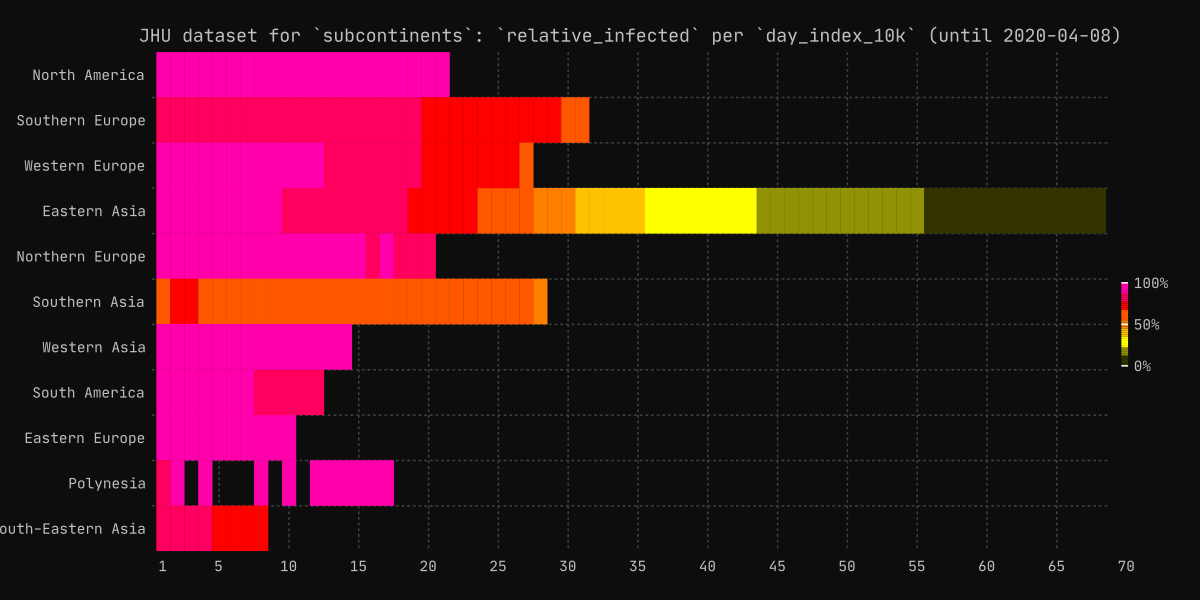 JHU dataset for `subcontinents`: `relative_infected` per `day_index_10k` (until 2020-04-08)
North America
Southern Europe
Western Europe
Eastern Asia
Northern Europe
Southern Asia
Western Asia
South America
Eastern Europe
Polynesia
outh-Eastern Asia
100%
50%
0%
1 5 10 15 20 25 30 35 40 45 50 55 60 65 70